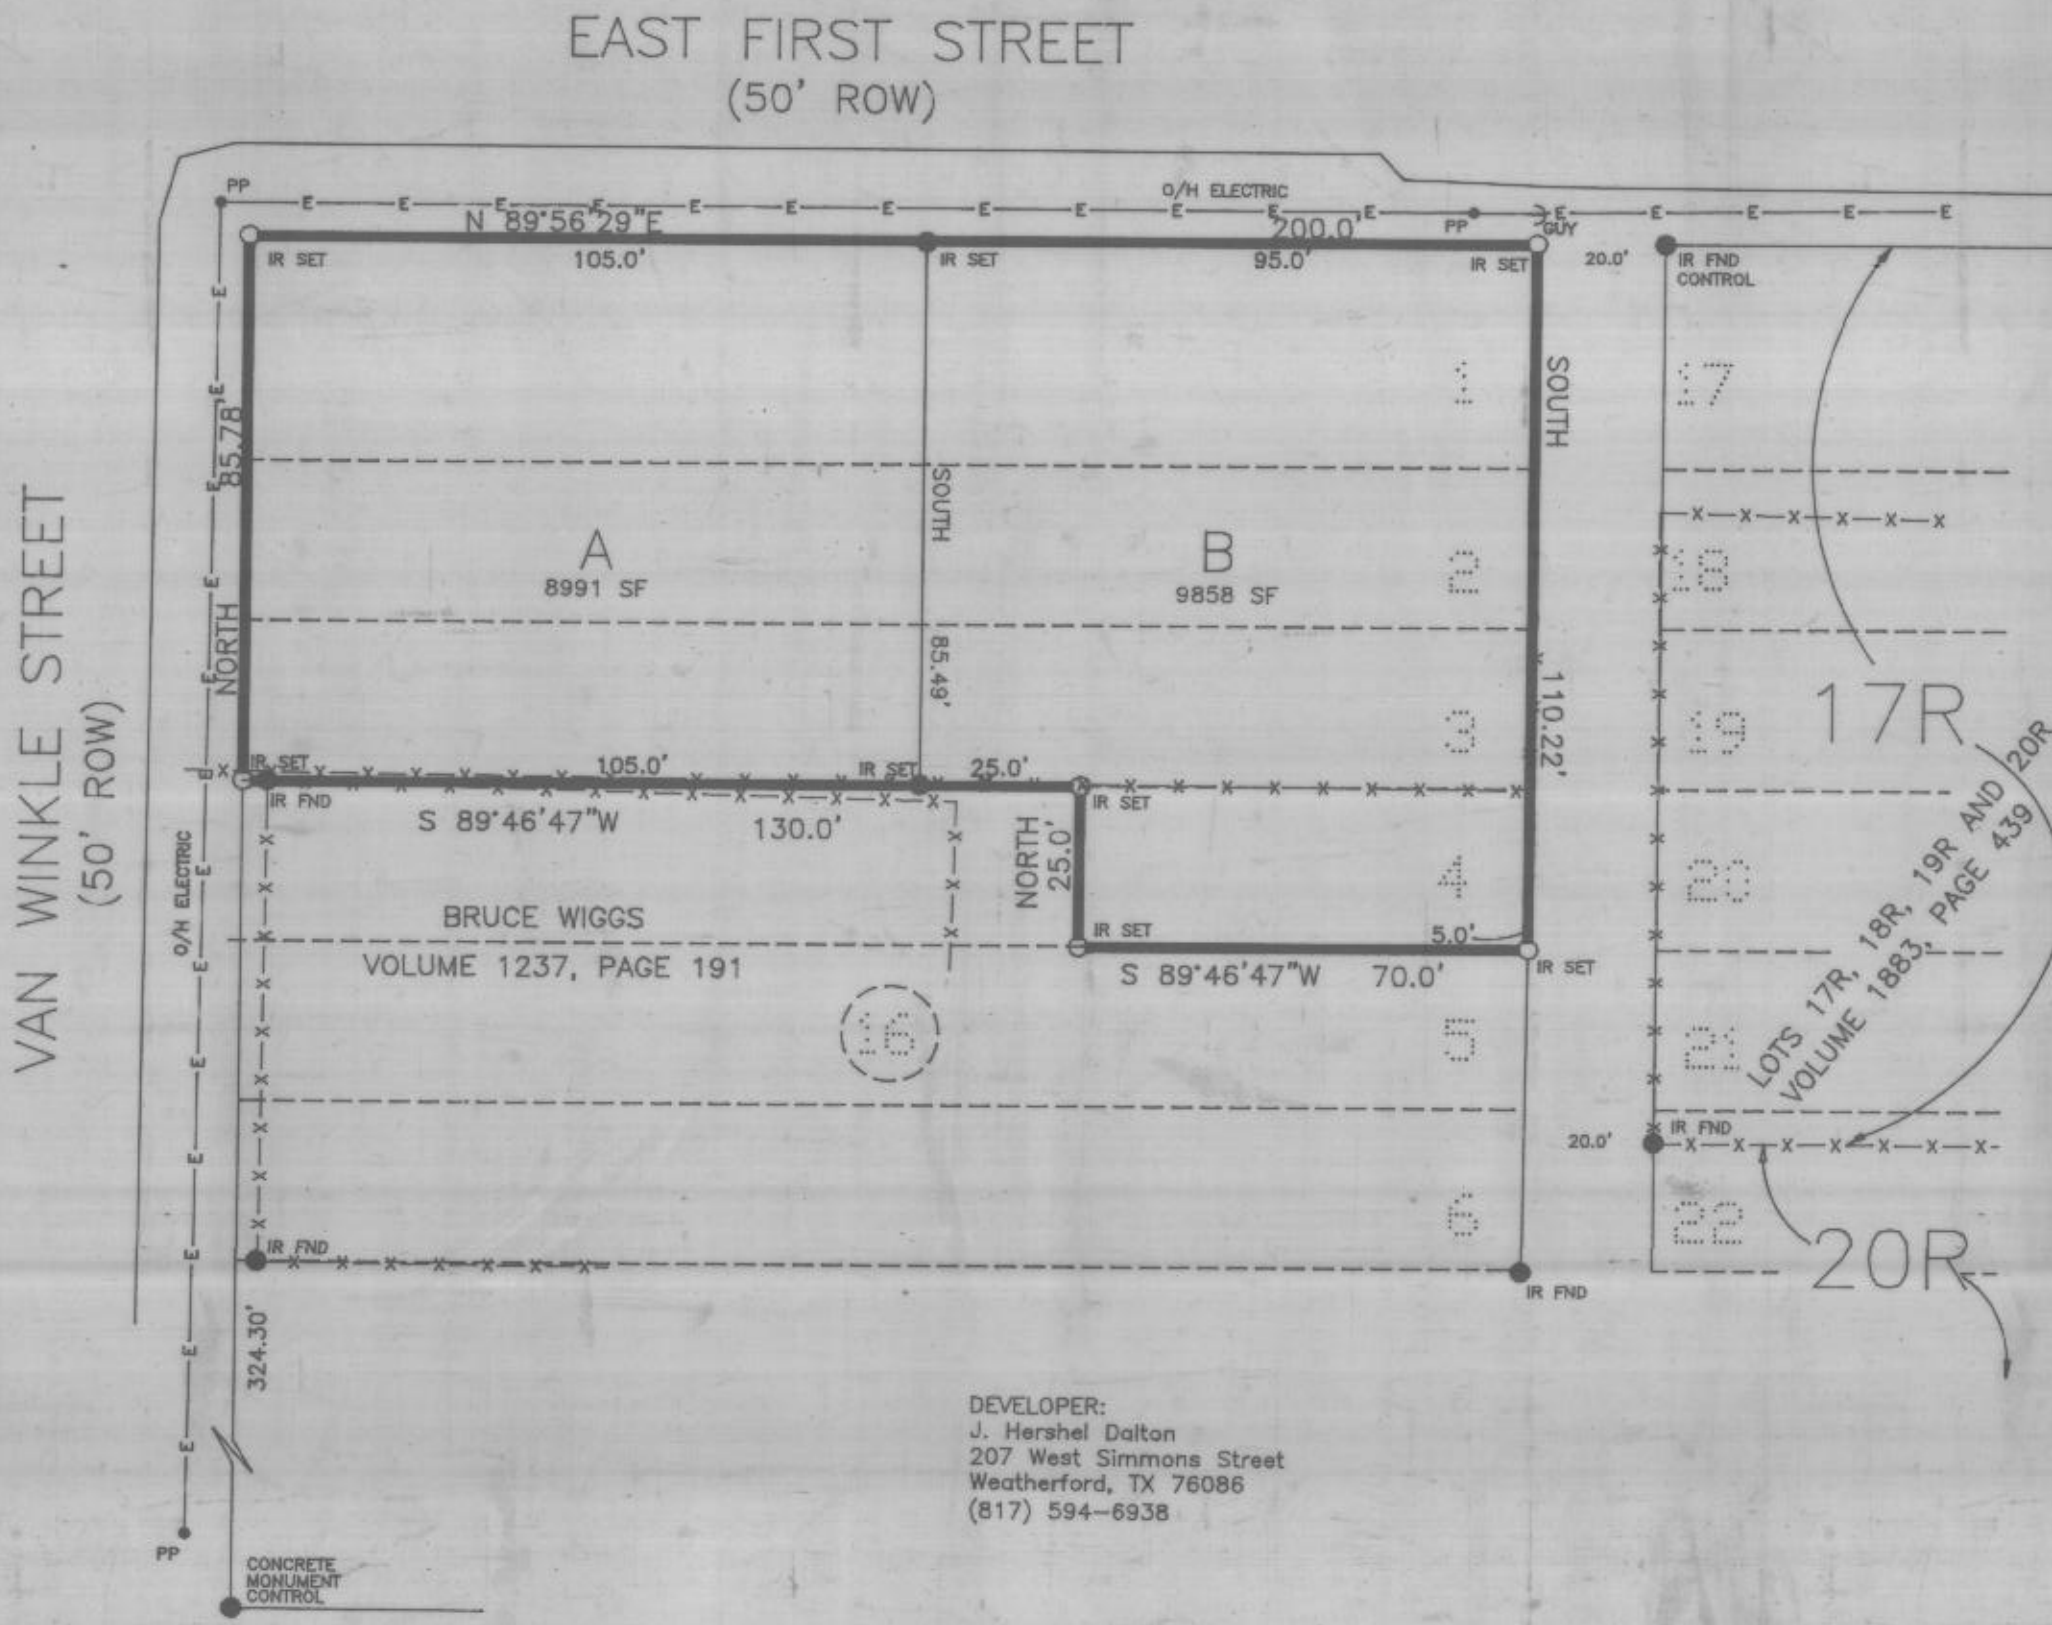 EAST FIRST STREET
(50' ROW)
PP
O/H ELECTRIC
E E E E E E E E E E E E E E E E E
N 89°56'29"E
200.0'
PP
GUY
IR SET
105.0'
IR SET
95.0'
IR SET
20.0'
IR FND
CONTROL
85.78'
NORTH
SOUTH
85.49'
SOUTH
110.22'
A
8991 SF
B
9858 SF
1
2
3
4
5
6
17
18
19
20
21
22
17R
20R
LOTS 17R, 18R, 19R AND 20R
VOLUME 1883, PAGE 439
VAN WINKLE STREET
(50' ROW)
O/H ELECTRIC
IR SET
105.0'
IR SET
25.0'
IR FND
IR SET
S 89°46'47"W
130.0'
NORTH
25.0'
BRUCE WIGGS
VOLUME 1237, PAGE 191
IR SET
5.0'
S 89°46'47"W
70.0'
IR SET
16
20.0'
IR FND
IR FND
IR FND
324.30'
DEVELOPER:
J. Hershel Dalton
207 West Simmons Street
Weatherford, TX 76086
(817) 594-6938
PP
CONCRETE
MONUMENT
CONTROL